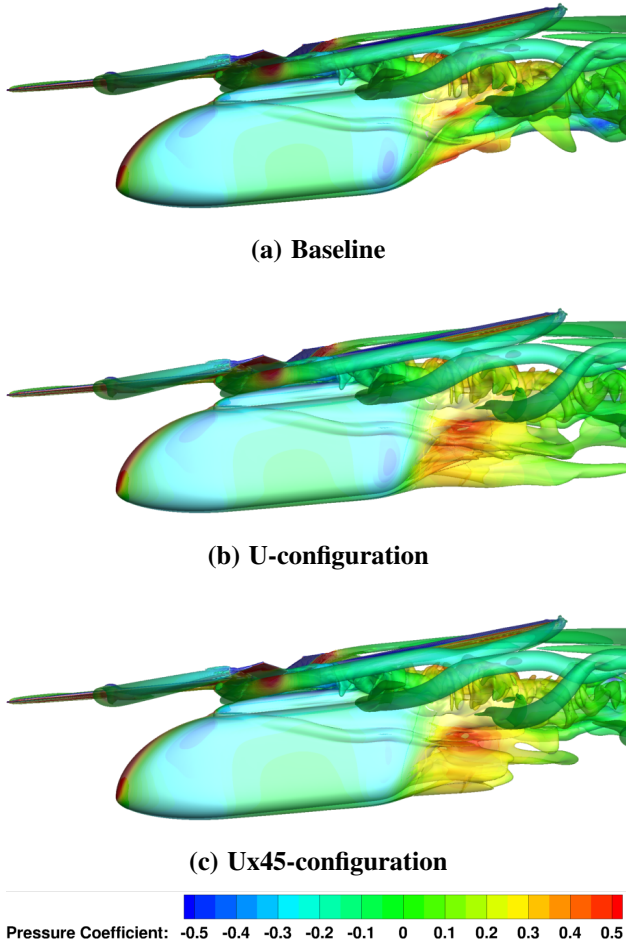 (a) Baseline
(b) U-configuration
(c) Ux45-configuration
Pressure Coefficient: -0.5 -0.4 -0.3 -0.2 -0.1 0 0.1 0.2 0.3 0.4 0.5